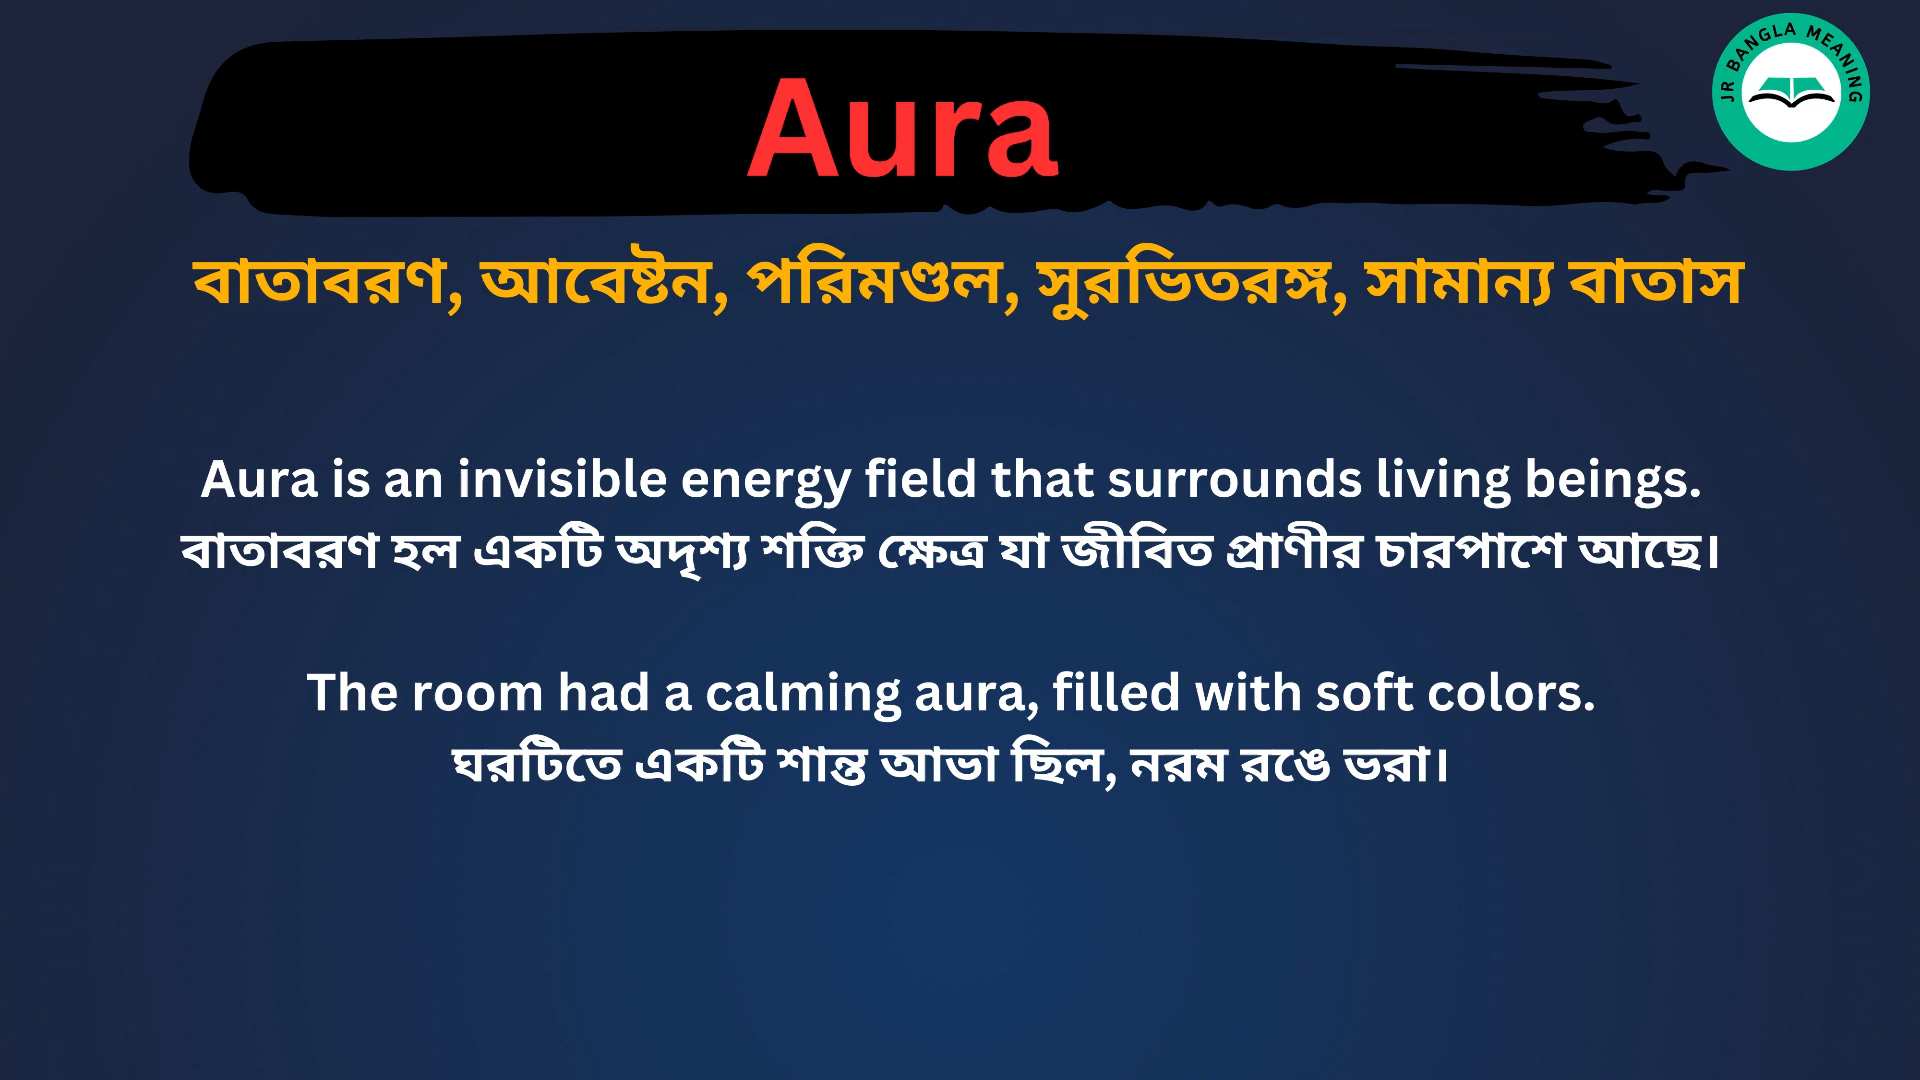 Aura
JR BANGLA MEANING
বাতাবরণ, আবেষ্টন, পরিমণ্ডল, সুরভিতরঙ্গ, সামান্য বাতাস
Aura is an invisible energy field that surrounds living beings.
বাতাবরণ হল একটি অদৃশ্য শক্তি ক্ষেত্র যা জীবিত প্রাণীর চারপাশে আছে।
The room had a calming aura, filled with soft colors.
ঘরটিতে একটি শান্ত আভা ছিল, নরম রঙে ভরা।